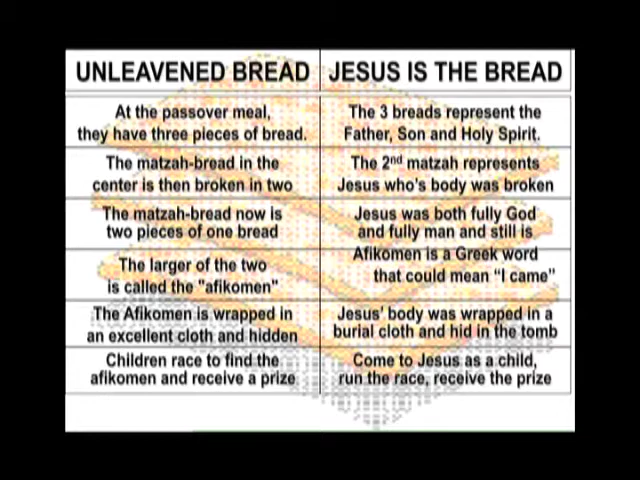 UNLEAVENED BREAD
JESUS IS THE BREAD
At the passover meal,
they have three pieces of bread.
The 3 breads represent the
Father, Son and Holy Spirit.
The matzah-bread in the
center is then broken in two
The 2nd matzah represents
Jesus who's body was broken
The matzah-bread now is
two pieces of one bread
Jesus was both fully God
and fully man and still is
The larger of the two
is called the "afikomen"
Afikomen is a Greek word
that could mean “I came”
The Afikomen is wrapped in
an excellent cloth and hidden
Jesus' body was wrapped in a
burial cloth and hid in the tomb
Children race to find the
afikomen and receive a prize
Come to Jesus as a child,
run the race, receive the prize